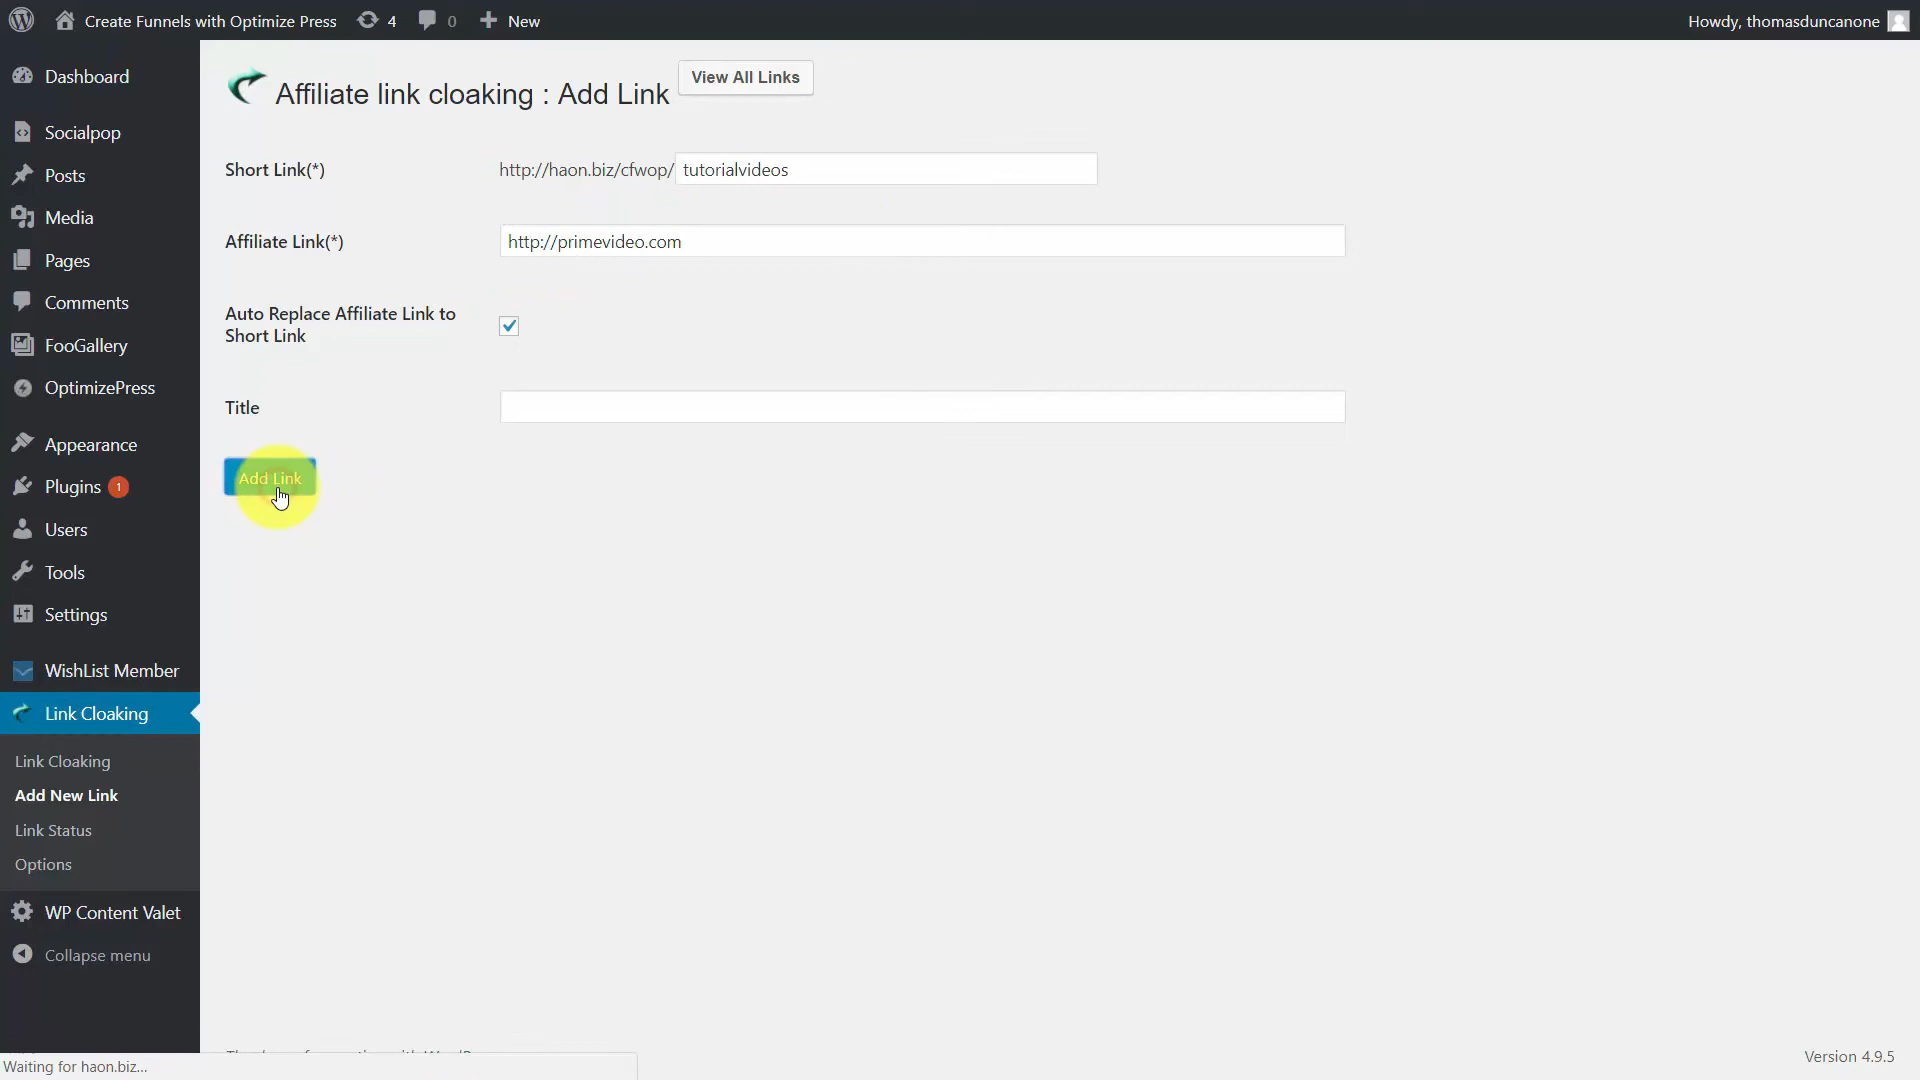 Create Funnels with Optimize Press 4 0 New Howdy, thomasduncanone
Dashboard
Socialpop
Posts
Media
Pages
Comments
FooGallery
OptimizePress
Appearance
Plugins 1
Users
Tools
Settings
WishList Member
Link Cloaking
Link Cloaking
Add New Link
Link Status
Options
WP Content Valet
Collapse menu
Affiliate link cloaking : Add Link View All Links
Short Link(*) http://haon.biz/cfwop/ tutorialvideos
Affiliate Link(*) http://primevideo.com
Auto Replace Affiliate Link to
Short Link
Title
Add Link
Version 4.9.5
Waiting for haon.biz...